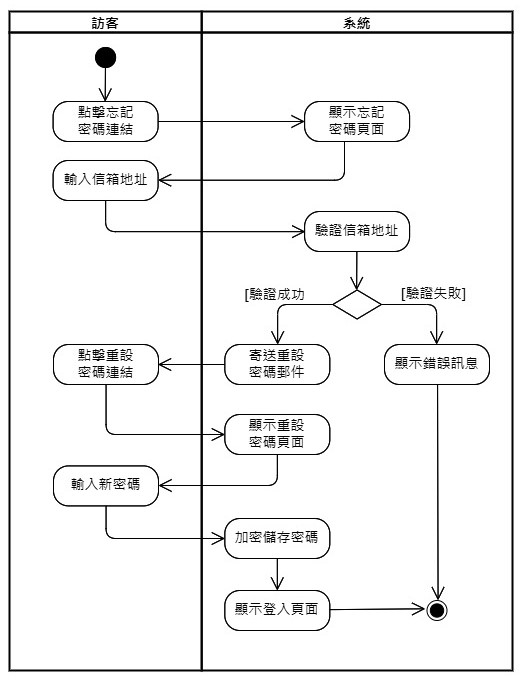 訪客
系統
點擊忘記
密碼連結
顯示忘記
密碼頁面
輸入信箱地址
驗證信箱地址
[驗證成功
[驗證失敗]
點擊重設
密碼連結
寄送重設
密碼郵件
顯示錯誤訊息
顯示重設
密碼頁面
輸入新密碼
加密儲存密碼
顯示登入頁面